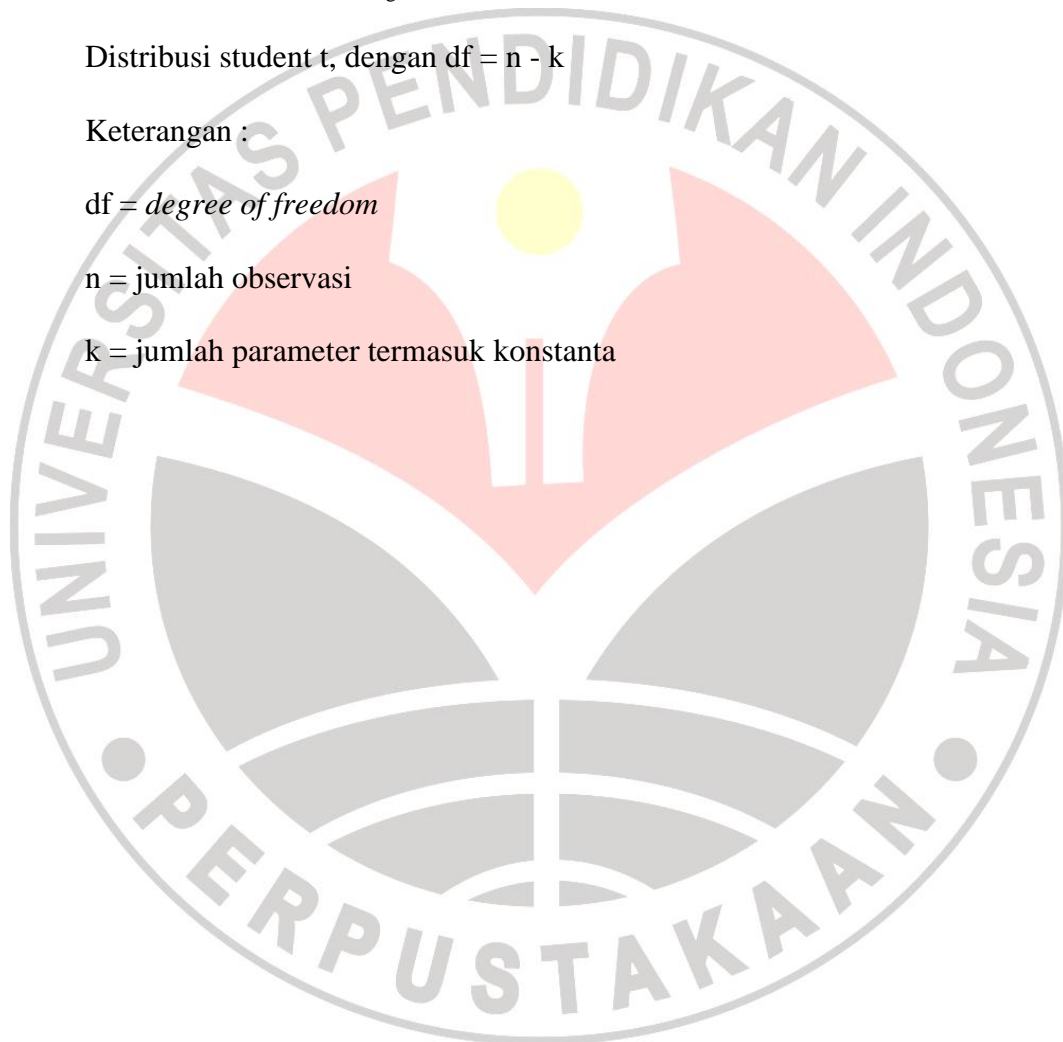 Distribusi student t, dengan df = n - k
Keterangan :
df = degree of freedom
n = jumlah observasi
k = jumlah parameter termasuk konstanta
UNIVERSITAS PENDIDIKAN INDONESIA
PERPUSTAKAAN